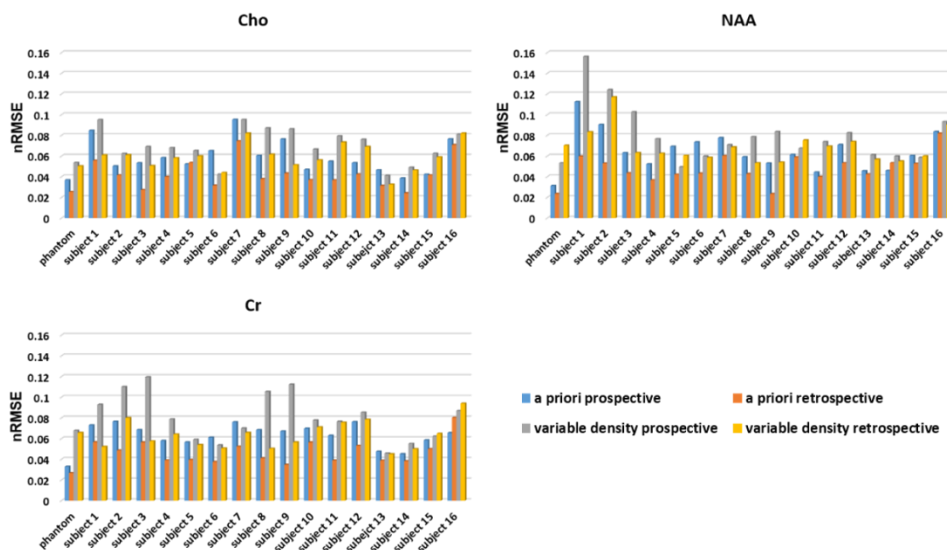 Cho
nRMSE
0.16
0.14
0.12
0.1
0.08
0.06
0.04
0.02
0
phantom
subject 1
subject 2
subject 3
subject 4
subject 5
subject 6
subject 7
subject 8
subject 9
subject 10
subject 11
subject 12
subject 13
subject 14
subject 15
subject 16
NAA
nRMSE
0.16
0.14
0.12
0.1
0.08
0.06
0.04
0.02
0
phantom
subject 1
subject 2
subject 3
subject 4
subject 5
subject 6
subject 7
subject 8
subject 9
subject 10
subject 11
subject 12
subject 13
subject 14
subject 15
subject 16
Cr
nRMSE
0.16
0.14
0.12
0.10
0.08
0.06
0.04
0.02
0
phantom
subject 1
subject 2
subject 3
subject 4
subject 5
subject 6
subject 7
subject 8
subject 9
subject 10
subject 11
subject 12
subject 13
subject 14
subject 15
subject 16
a priori prospective
a priori retrospective
variable density prospective
variable density retrospective